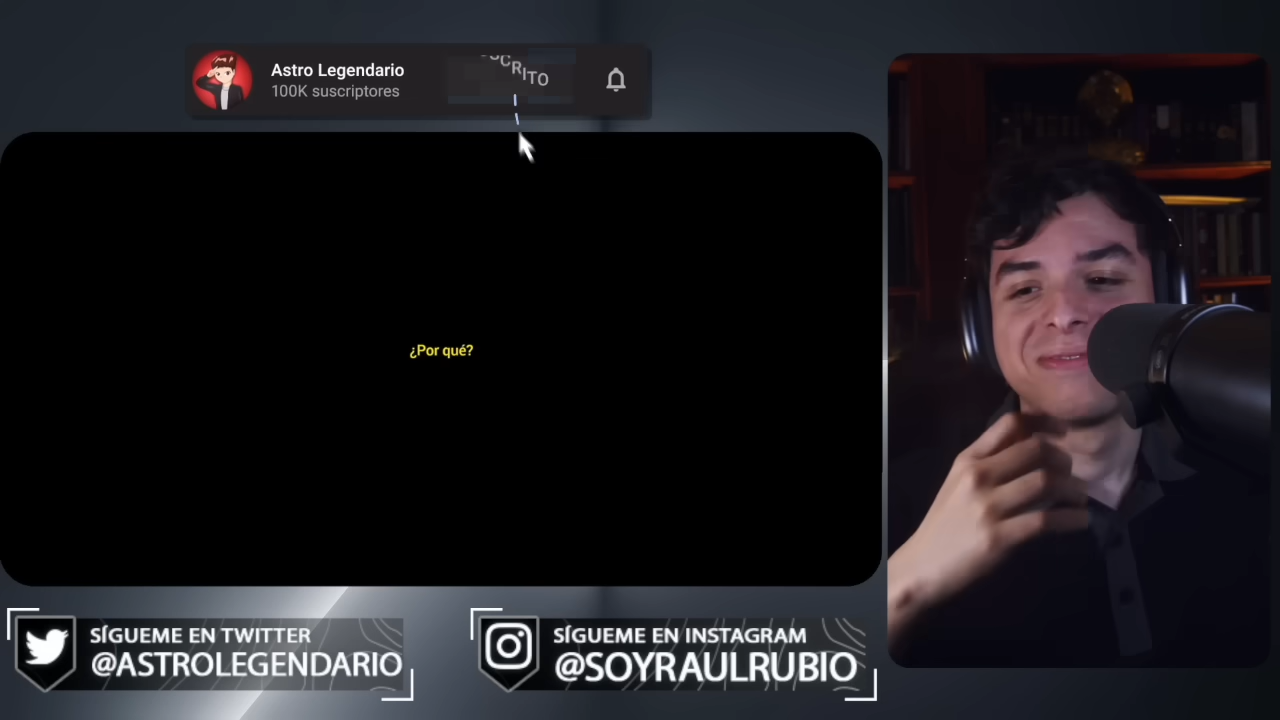 Astro Legendario
100K suscriptores
¿Por qué?
SÍGUEME EN TWITTER
@ASTROLEGENDARIO
SÍGUEME EN INSTAGRAM
@SOYRAULRUBIO